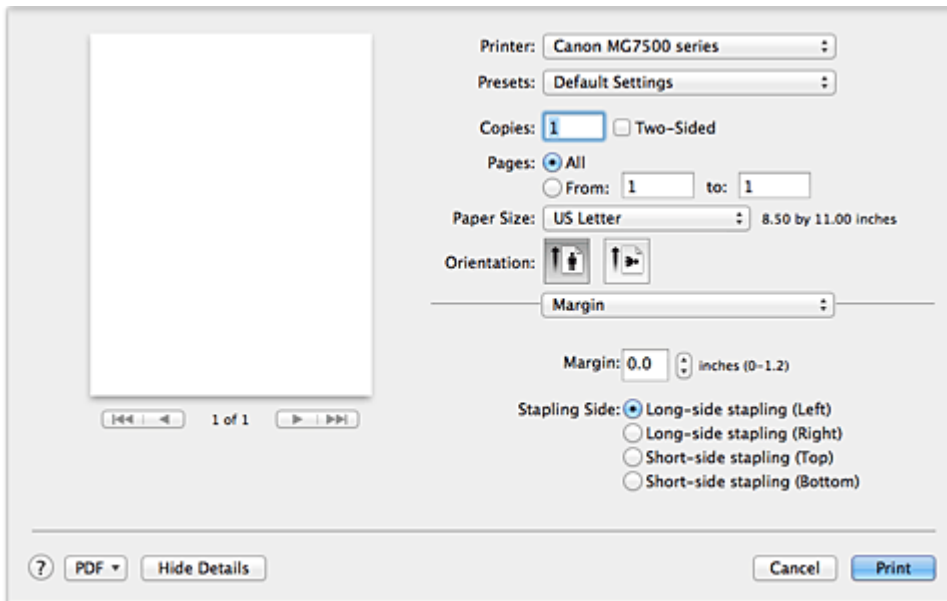 Printer: Canon MG7500 series
Presets: Default Settings
Copies: 1 Two-Sided
Pages: All
From: 1 to: 1
Paper Size: US Letter 8.50 by 11.00 inches
Orientation:
Margin
Margin: 0.0 inches (0-1.2)
Stapling Side: Long-side stapling (Left)
Long-side stapling (Right)
Short-side stapling (Top)
Short-side stapling (Bottom)
1 of 1
? PDF Hide Details Cancel Print